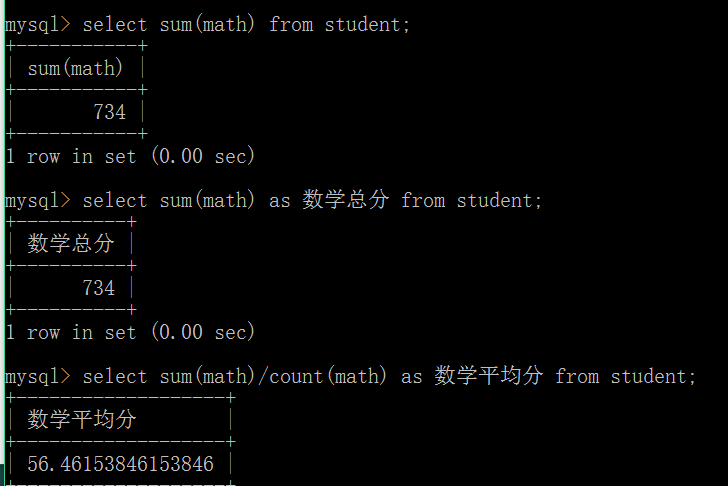 mysql> select sum(math) from student;
+-----------+
| sum(math) |
+-----------+
|       734 |
+-----------+
1 row in set (0.00 sec)
mysql> select sum(math) as 数学总分 from student;
+----------+
| 数学总分 |
+----------+
|      734 |
+----------+
1 row in set (0.00 sec)
mysql> select sum(math)/count(math) as 数学平均分 from student;
+-------------------+
| 数学平均分        |
+-------------------+
| 56.46153846153846 |
+-------------------+